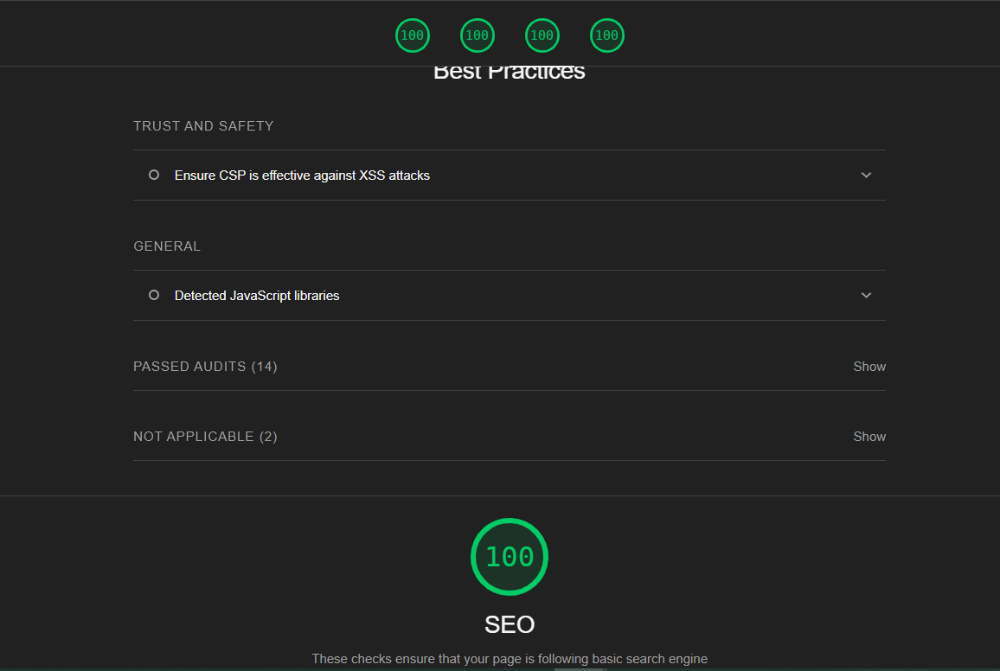 100 100 100 100
Best Practices
TRUST AND SAFETY
Ensure CSP is effective against XSS attacks
GENERAL
Detected JavaScript libraries
PASSED AUDITS (14) Show
NOT APPLICABLE (2) Show
100
SEO
These checks ensure that your page is following basic search engine